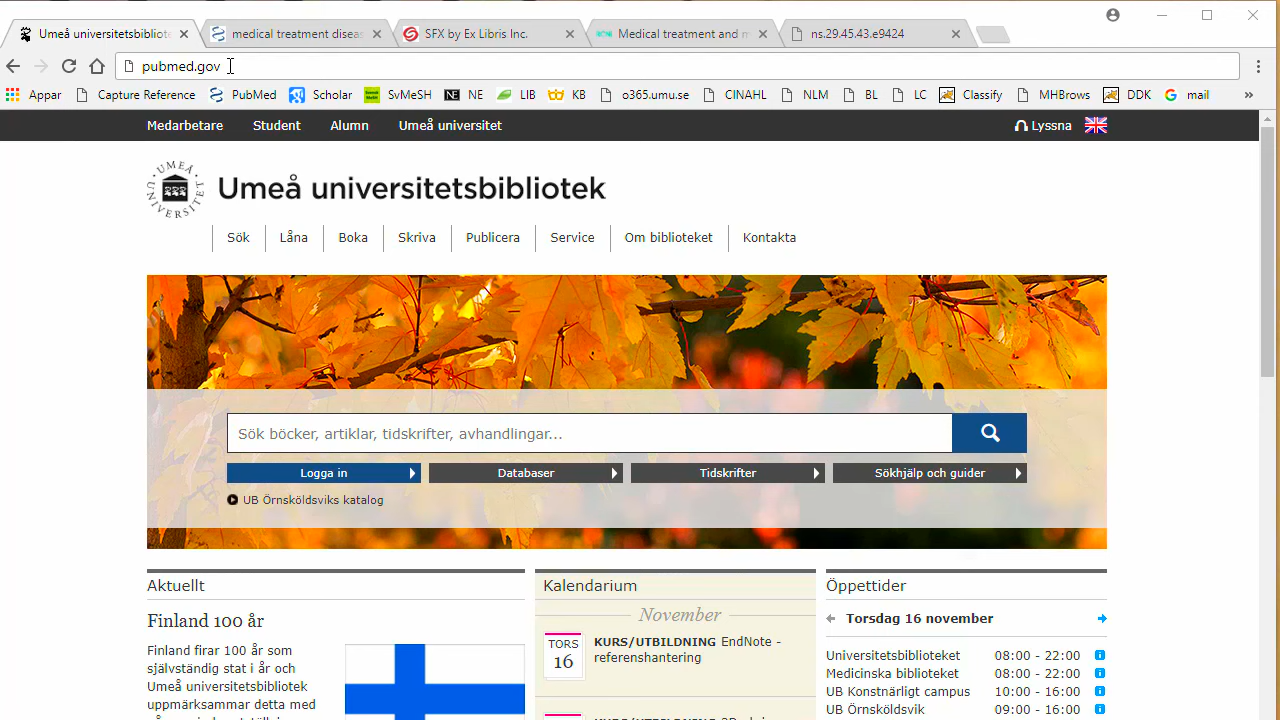 Umeå universitetsbibliote
medical treatment diseas
SFX by Ex Libris Inc.
Medical treatment and m
ns.29.45.43.e9424
pubmed.gov
Appar
Capture Reference
PubMed
Scholar
SvMeSH
NE
NE
LIB
KB
o365.umu.se
CINAHL
NLM
BL
LC
Classify
MHBrows
DDK
mail
»
Medarbetare
Student
Alumn
Umeå universitet
Lyssna
UMEÅ UNIVERSITET
Umeå universitetsbibliotek
Sök
Låna
Boka
Skriva
Publicera
Service
Om biblioteket
Kontakta
Sök böcker, artiklar, tidskrifter, avhandlingar...
Logga in
Databaser
Tidskrifter
Sökhjälp och guider
UB Örnsköldsviks katalog
Aktuellt
Finland 100 år
Finland firar 100 år som
självständig stat i år och
Umeå universitetsbibliotek
uppmärksammar detta med
Kalendarium
November
TORS
16
KURS/UTBILDNING EndNote -
referenshantering
Öppettider
Torsdag 16 november
Universitetsbiblioteket 08:00 - 22:00
Medicinska biblioteket 08:00 - 22:00
UB Konstnärligt campus 10:00 - 16:00
UB Örnsköldsvik 09:00 - 16:00